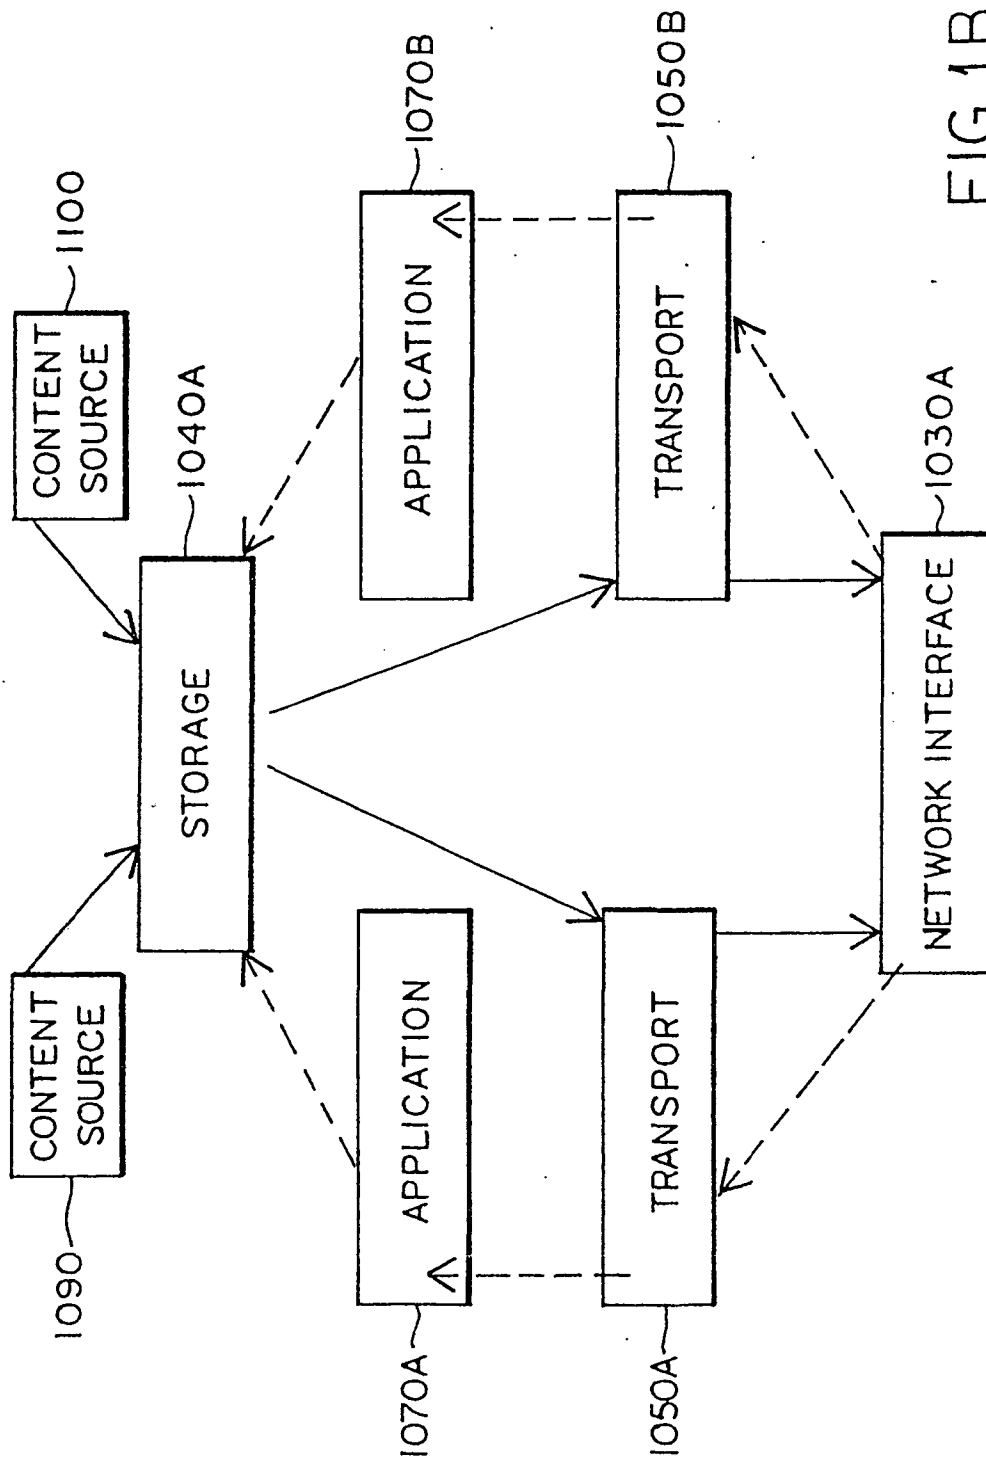 CONTENT
SOURCE
1090
CONTENT
SOURCE
1100
STORAGE
1040A
APPLICATION
1070A
APPLICATION
1070B
TRANSPORT
1050A
TRANSPORT
1050B
NETWORK INTERFACE
1030A
FIG 1B